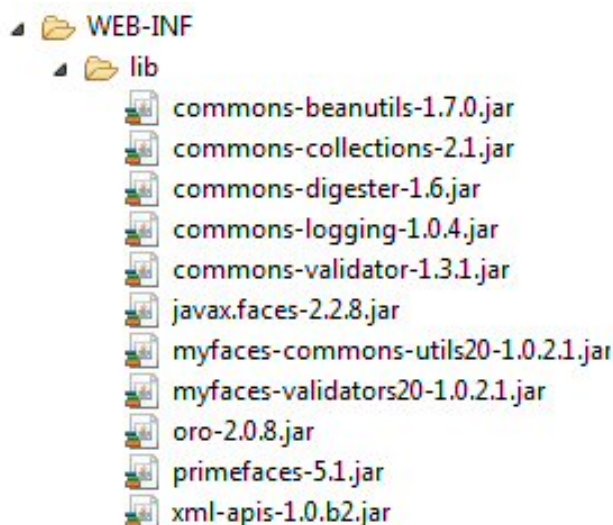 WEB-INF
lib
commons-beanutils-1.7.0.jar
commons-collections-2.1.jar
commons-digester-1.6.jar
commons-logging-1.0.4.jar
commons-validator-1.3.1.jar
javax.faces-2.2.8.jar
myfaces-commons-utils20-1.0.2.1.jar
myfaces-validators20-1.0.2.1.jar
oro-2.0.8.jar
primefaces-5.1.jar
xml-apis-1.0.b2.jar